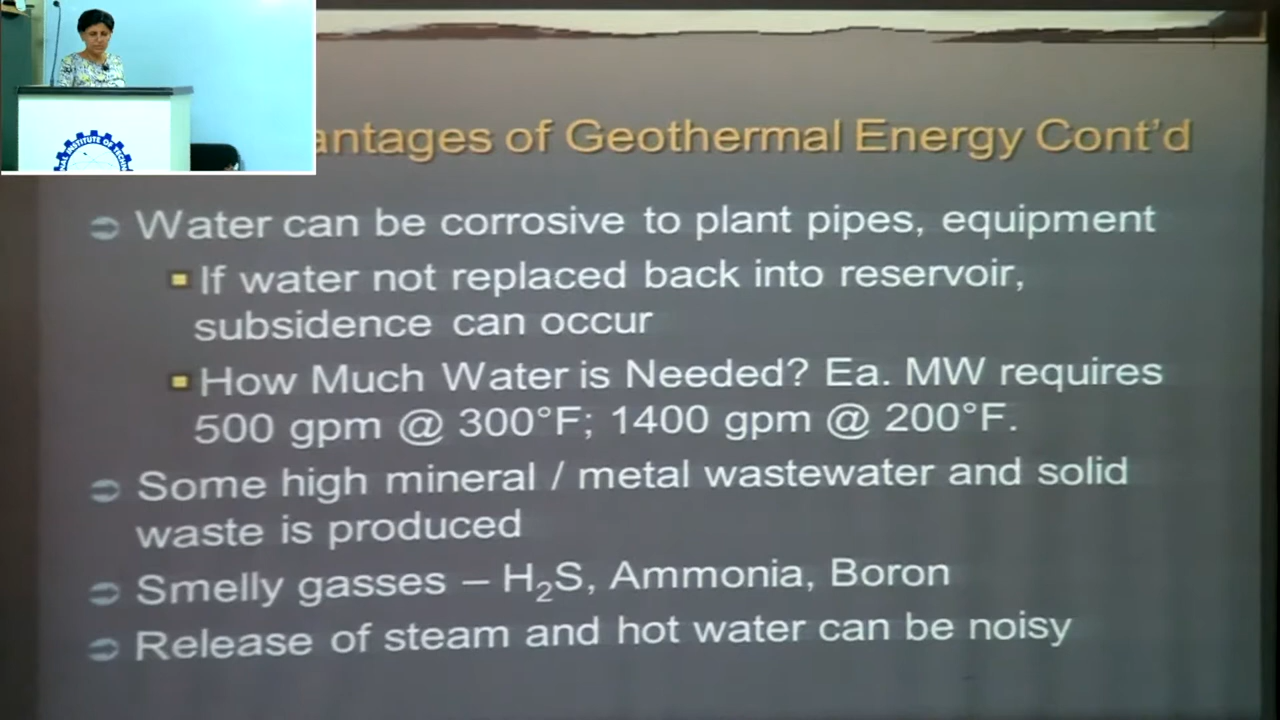 antages of Geothermal Energy Cont'd
Water can be corrosive to plant pipes, equipment
If water not replaced back into reservoir,
subsidence can occur
How Much Water is Needed? Ea. MW requires
500 gpm @ 300°F; 1400 gpm @ 200°F.
Some high mineral / metal wastewater and solid
waste is produced
Smelly gasses – H₂S, Ammonia, Boron
Release of steam and hot water can be noisy
INSTITUTE OF